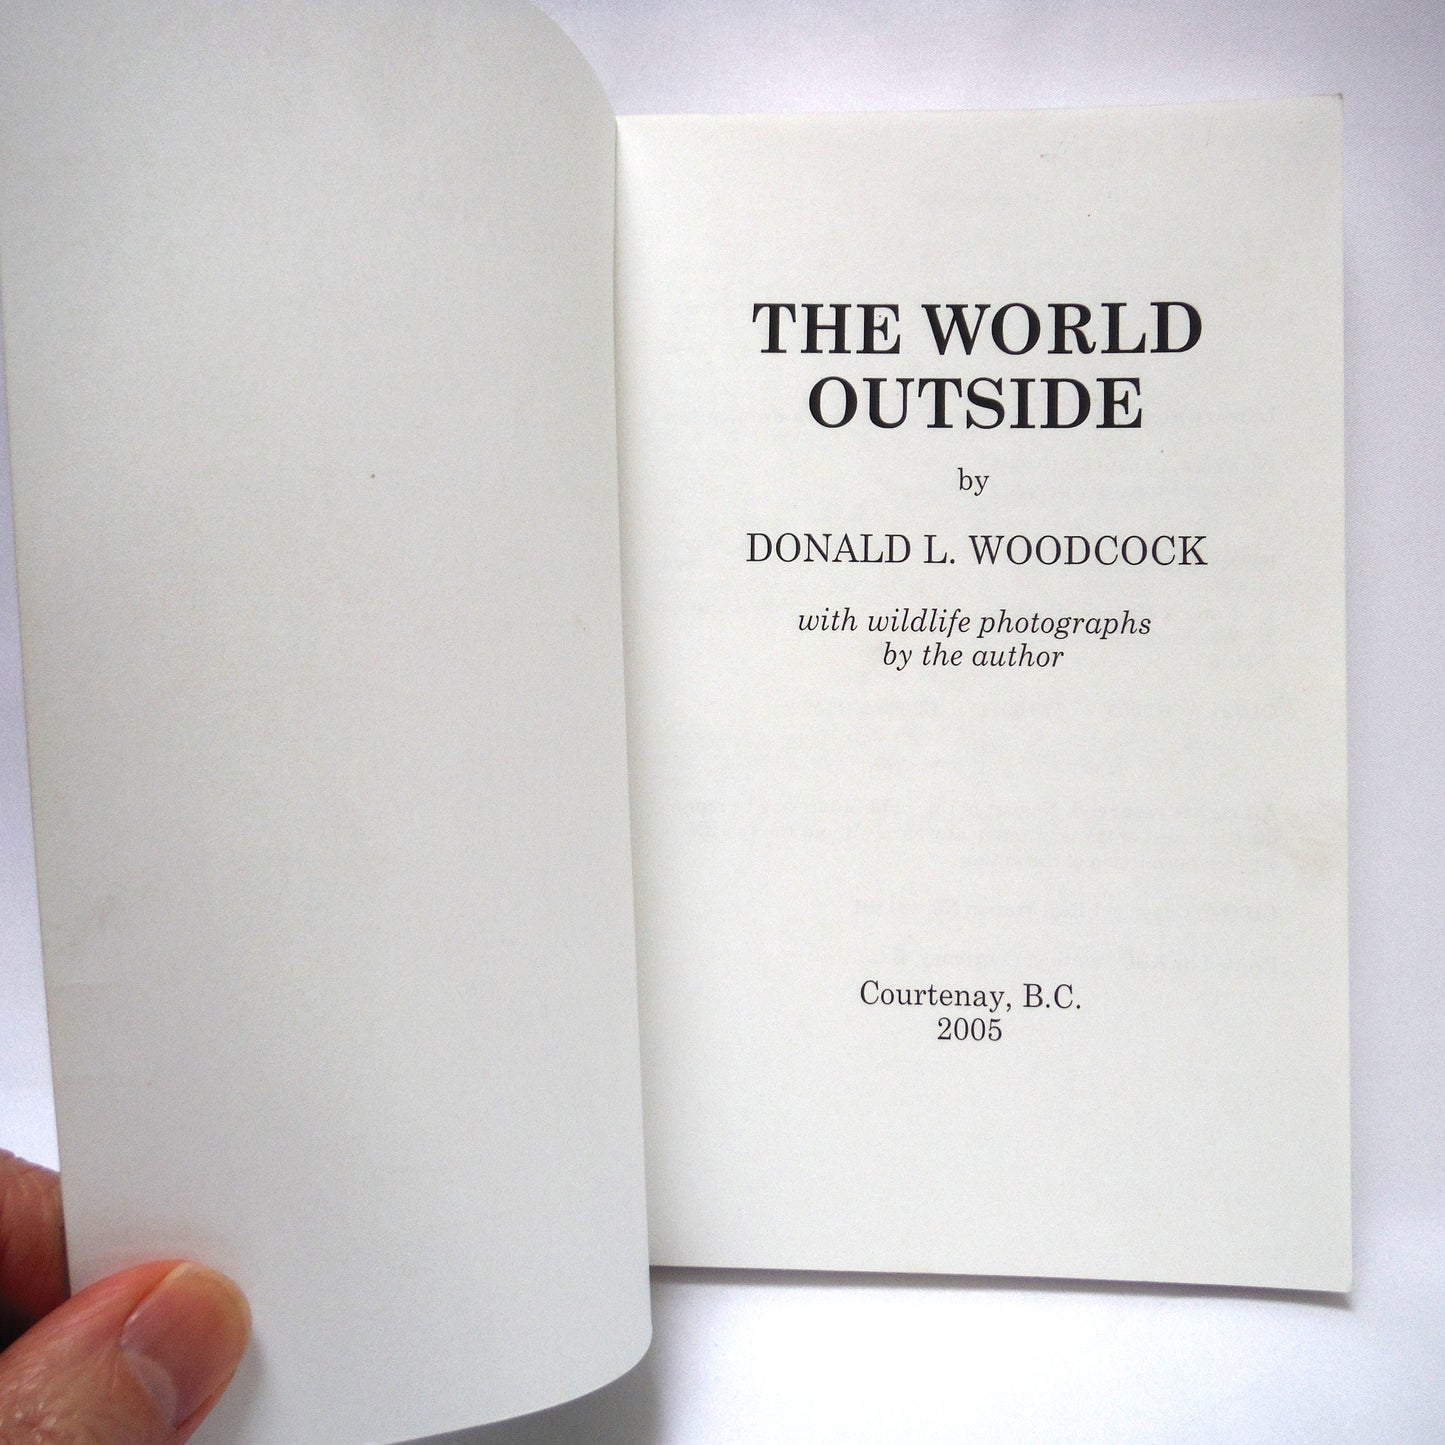 THE WORLD
OUTSIDE
by
DONALD L. WOODCOCK
with wildlife photographs
by the author
Courtenay, B.C.
2005